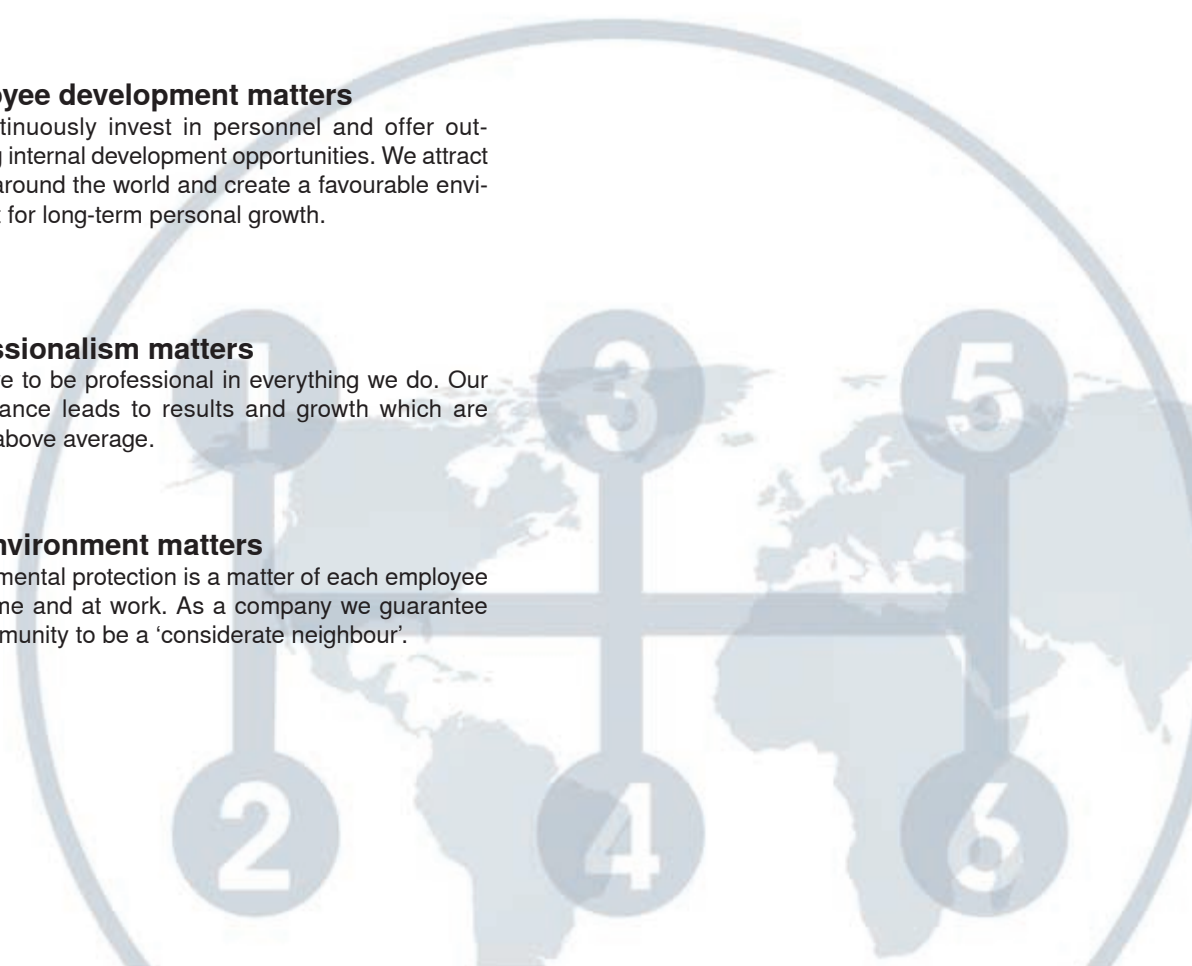 yee development matters
tinuously invest in personnel and offer out-
internal development opportunities. We attract
around the world and create a favourable envi-
for long-term personal growth.
ssionalism matters
e to be professional in everything we do. Our
ance leads to results and growth which are
above average.
nvironment matters
mental protection is a matter of each employee
me and at work. As a company we guarantee
munity to be a ‘considerate neighbour’.
1 3 5
2 4 6